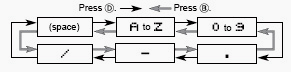 Press Ⓓ. Press Ⓑ.
(space) A to Z 0 to 9
/ - .